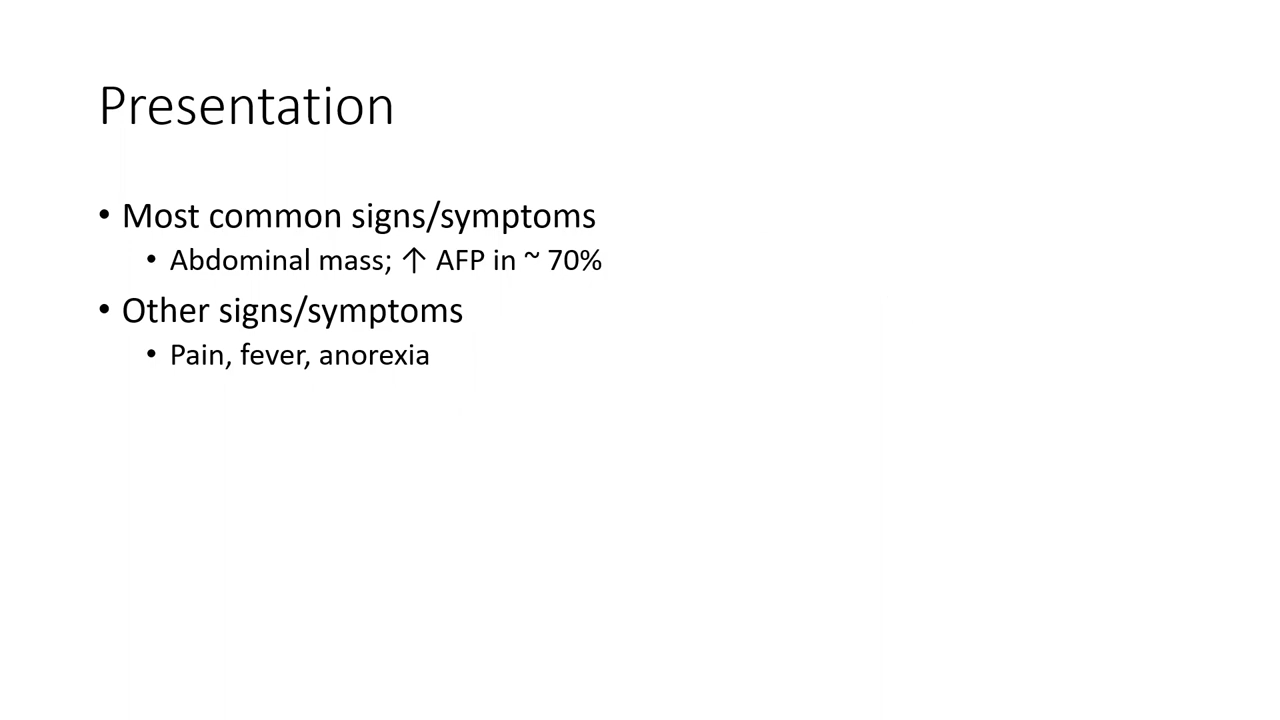 Presentation
• Most common signs/symptoms
• Abdominal mass; ↑ AFP in ~ 70%
• Other signs/symptoms
• Pain, fever, anorexia